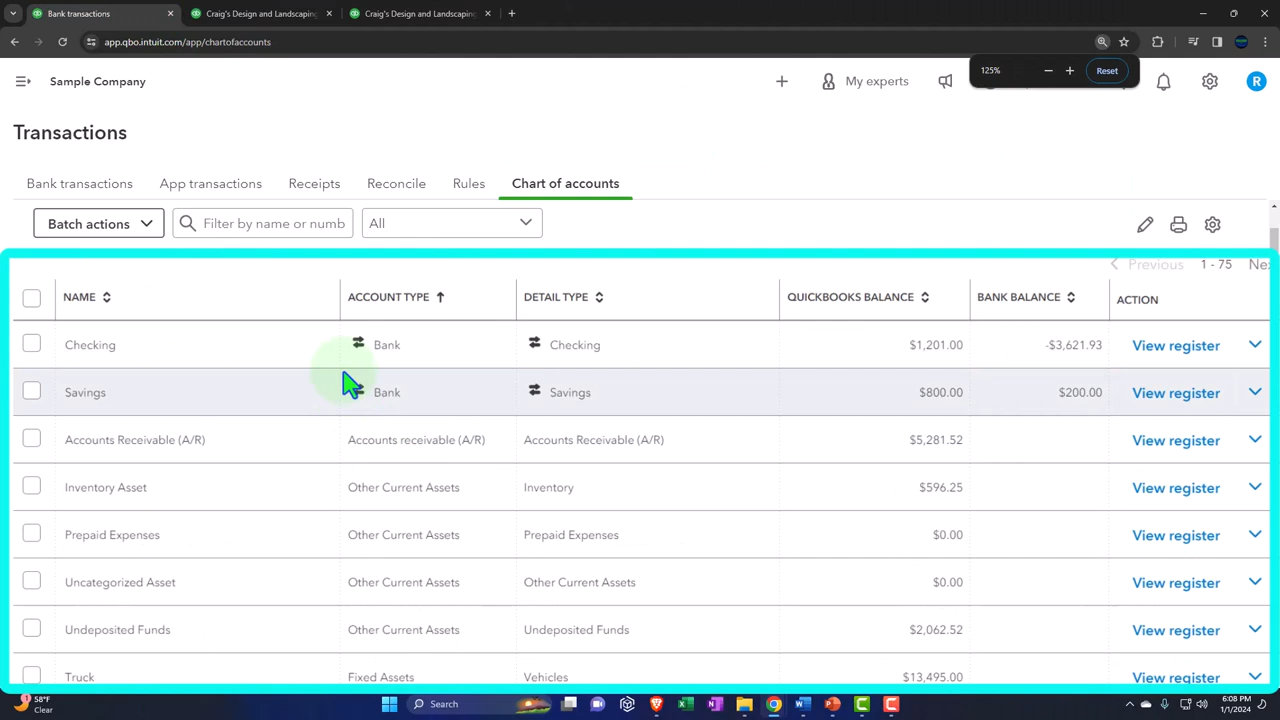 Bank transactions
Craig's Design and Landscaping
Craig's Design and Landscaping
app.qbo.intuit.com/app/chartofaccounts
125%
Reset
Sample Company
My experts
R
Transactions
Bank transactions App transactions Receipts Reconcile Rules Chart of accounts
Batch actions
Filter by name or numb
All
Previous 1 - 75 Nex
NAME ACCOUNT TYPE DETAIL TYPE QUICKBOOKS BALANCE BANK BALANCE ACTION
Checking Bank Checking $1,201.00 -$3,621.93 View register
Savings Bank Savings $800.00 $200.00 View register
Accounts Receivable (A/R) Accounts receivable (A/R) Accounts Receivable (A/R) $5,281.52 View register
Inventory Asset Other Current Assets Inventory $596.25 View register
Prepaid Expenses Other Current Assets Prepaid Expenses $0.00 View register
Uncategorized Asset Other Current Assets Other Current Assets $0.00 View register
Undeposited Funds Other Current Assets Undeposited Funds $2,062.52 View register
Truck Fixed Assets Vehicles $13,495.00 View register
1
58°F
Clear
Search
6:08 PM
1/1/2024